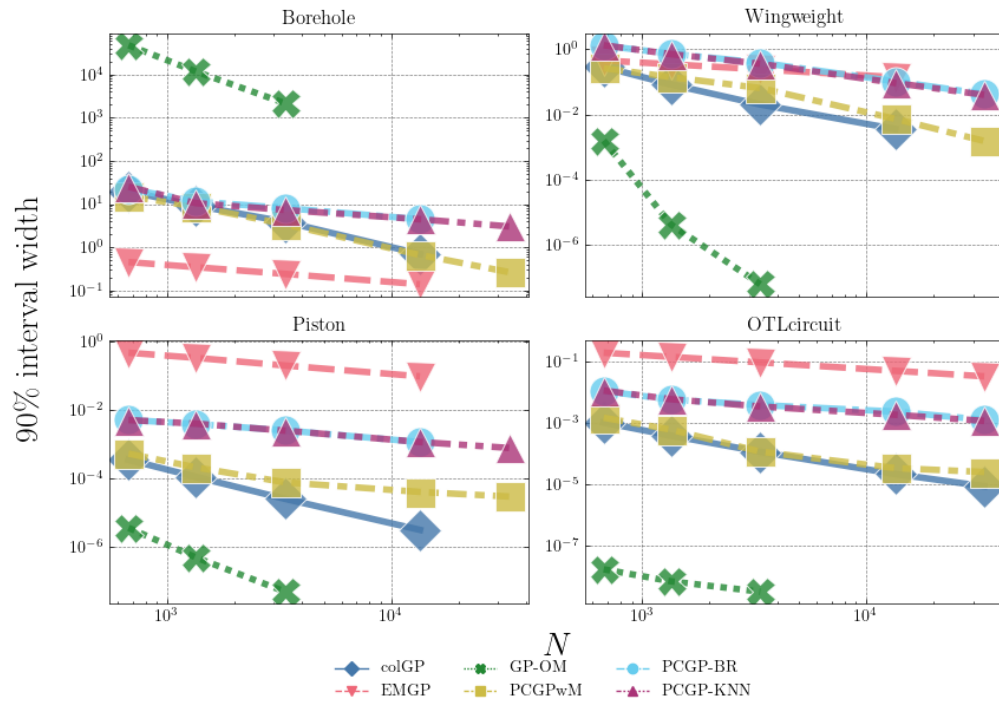 Borehole
Wingweight
10^4
10^3
10^2
10^1
10^0
10^-1
10^0
10^-2
10^-4
10^-6
90% interval width
Piston
OTLcircuit
10^0
10^-2
10^-4
10^-6
10^-1
10^-3
10^-5
10^-7
10^3
10^4
10^3
10^4
N
colGP
GP-OM
PCGP-BR
EMGP
PCGPwM
PCGP-KNN